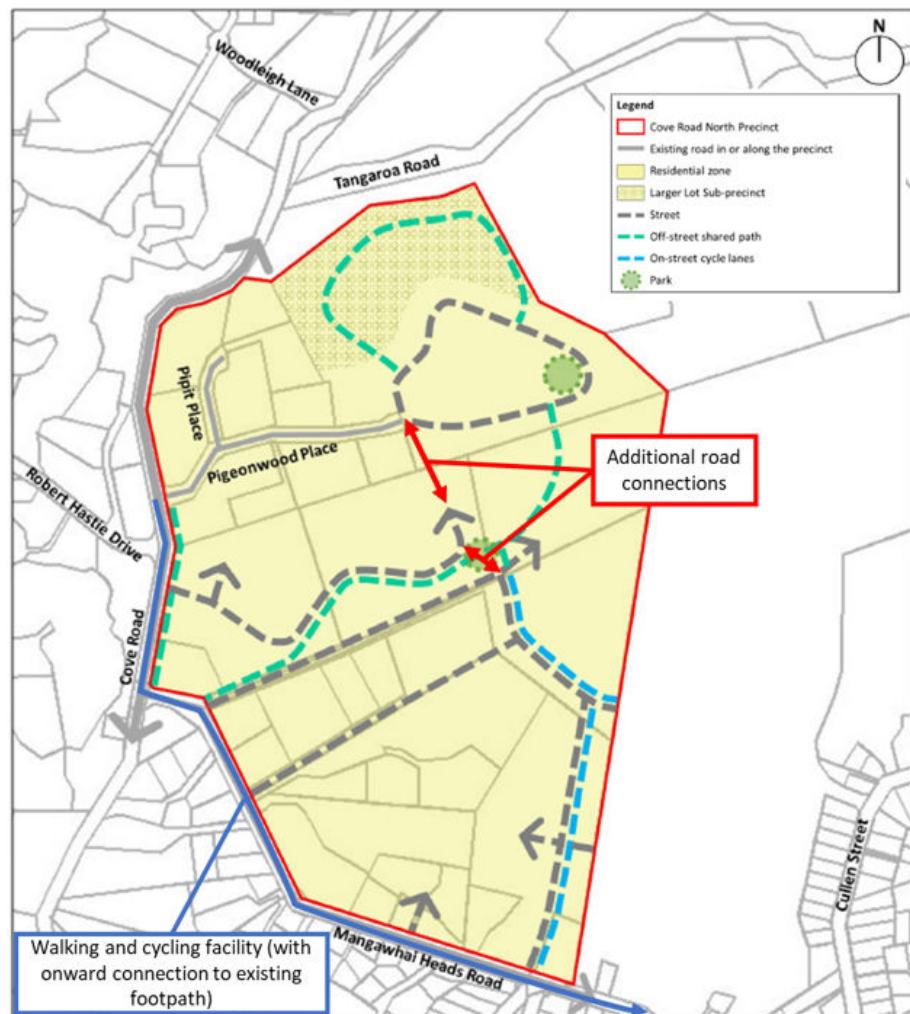 Woodleigh Lane
N
Tangaroa Road
Legend
Cove Road North Precinct
Existing road in or along the precinct
Residential zone
Larger Lot Sub-precinct
Street
Off-street shared path
On-street cycle lanes
Park
Pipit Place
Pigeonwood Place
Additional road
connections
Robert Hastie Drive
Cove Road
Cullen Street
Walking and cycling facility (with
onward connection to existing
footpath)
Mangawhai Heads Road